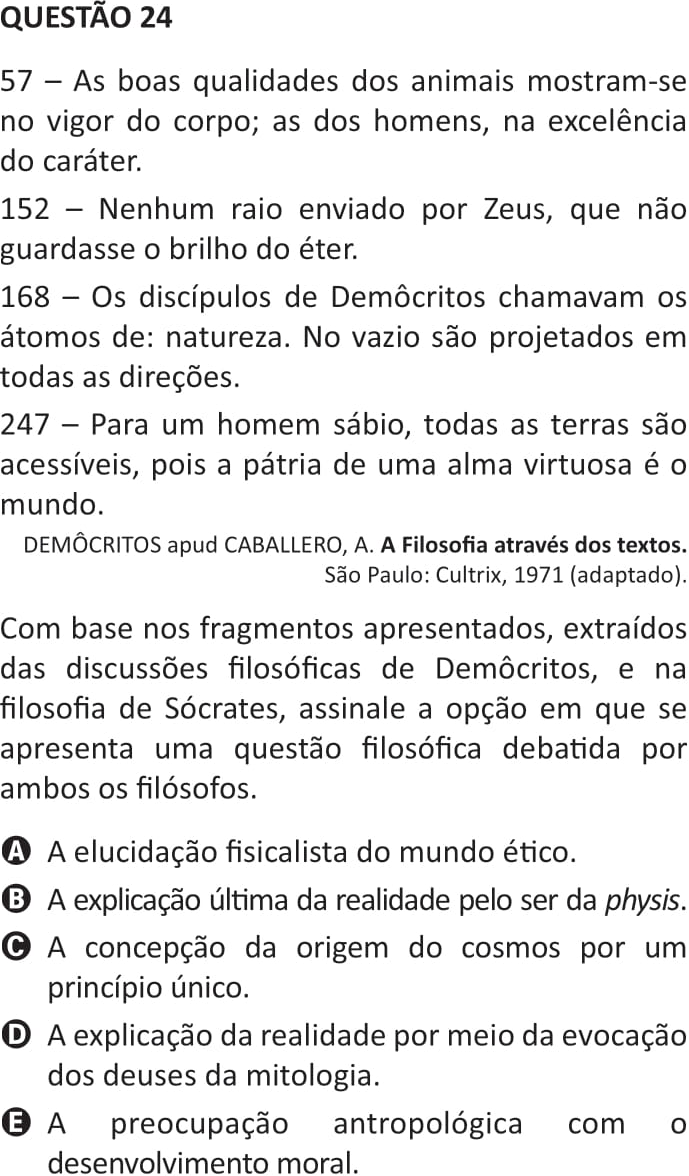 QUESTÃO 24
57 – As boas qualidades dos animais mostram-se
no vigor do corpo; as dos homens, na excelência
do caráter.
152 – Nenhum raio enviado por Zeus, que não
guardasse o brilho do éter.
168 – Os discípulos de Demôcritos chamavam os
átomos de: natureza. No vazio são projetados em
todas as direções.
247 – Para um homem sábio, todas as terras são
acessíveis, pois a pátria de uma alma virtuosa é o
mundo.
DEMÔCRITOS apud CABALLERO, A. A Filosofia através dos textos.
São Paulo: Cultrix, 1971 (adaptado).
Com base nos fragmentos apresentados, extraídos
das discussões filosóficas de Demôcritos, e na
filosofia de Sócrates, assinale a opção em que se
apresenta uma questão filosófica debatida por
ambos os filósofos.
A A elucidação fisicalista do mundo ético.
B A explicação última da realidade pelo ser da physis.
C A concepção da origem do cosmos por um
princípio único.
D A explicação da realidade por meio da evocação
dos deuses da mitologia.
E A preocupação antropológica com o
desenvolvimento moral.